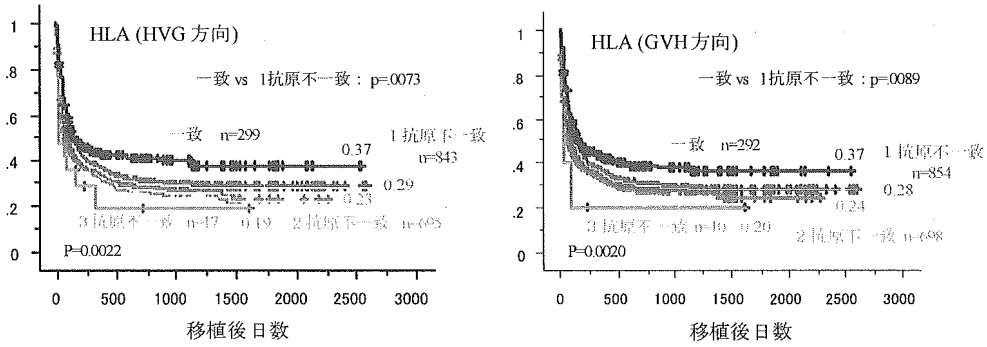 HLA (HVG 方向)
一致 vs 1抗原不一致: p=.0073
一致 n=299
0.37
1 抗原不一致
n=843
0.29
0.23
3 抗原不一致 n=17 0.19 2 抗原不一致 n=695
P=0.0022
1
.8
.6
.4
.2
0
0 500 1000 1500 2000 2500 3000
移植後日数
HLA (GVH 方向)
一致 vs 1抗原不一致: p=.0089
一致 n=292
0.37
1 抗原不一致
n=854
0.28
0.24
3 抗原不一致 n=10 0.20
2 抗原不一致 n=698
P=0.0020
1
.8
.6
.4
.2
0
0 500 1000 1500 2000 2500 3000
移植後日数